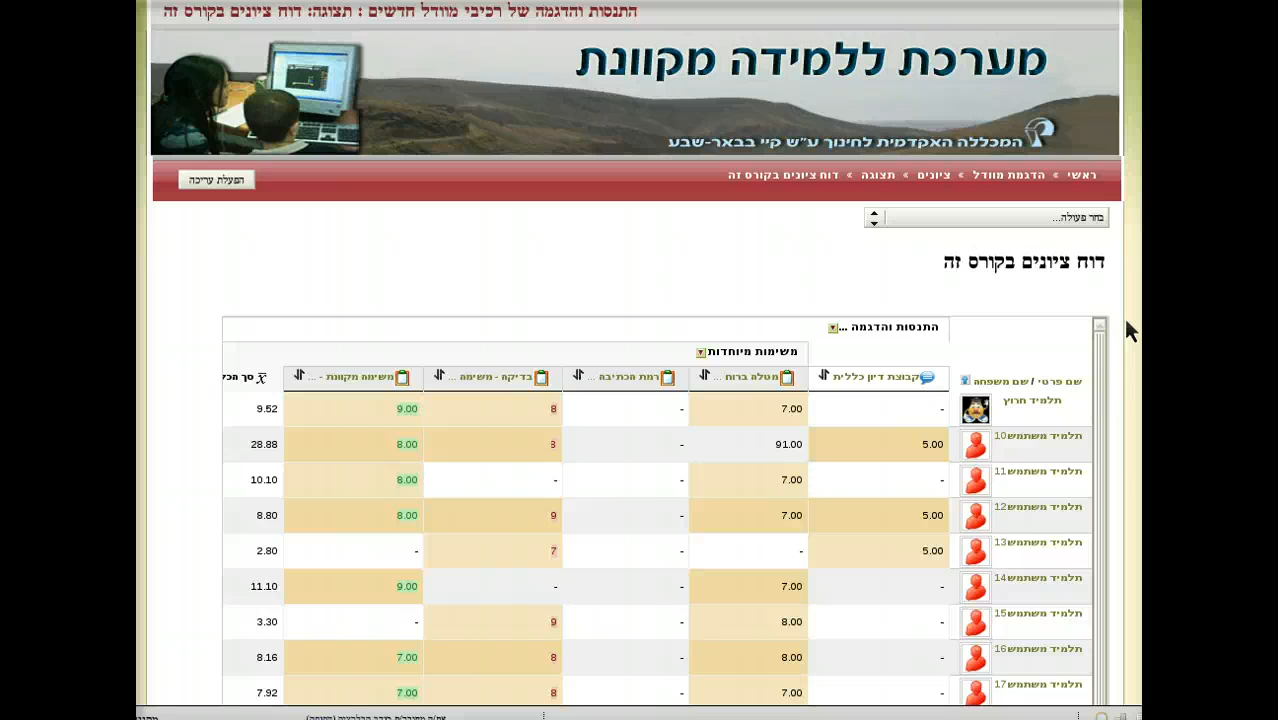 התנסות והדגמה של רכיבי מוודל חדשים : תצוגה: דוח ציונים בקורס זה
מערכת ללמידה מקוונת
המכללה האקדמית לחינוך ע"ש קיי בבאר-שבע
ראשי » הדגמת מוודל » ציונים » תצוגה » דוח ציונים בקורס זה
הפעלת עריכה
בחר פעולה...
דוח ציונים בקורס זה
התנסות והדגמה ...
משימות מיוחדות
שם פרטי / שם משפחה קבוצת דיון כללית מטלה ברוח ... רמת הכתיבה ... בדיקה - משימה ... משימה מקוונת - ... x̄ סך הכל
תלמיד חרוץ - 7.00 - 8 9.00 9.52
תלמיד משתמש10 5.00 91.00 - 8 8.00 28.88
תלמיד משתמש11 - 7.00 - - 8.00 10.10
תלמיד משתמש12 5.00 7.00 - 9 8.00 8.80
תלמיד משתמש13 5.00 - - 7 - 2.80
תלמיד משתמש14 - 7.00 - - 9.00 11.10
תלמיד משתמש15 - 8.00 - 9 - 3.30
תלמיד משתמש16 - 8.00 - 8 7.00 8.16
תלמיד משתמש17 - 7.00 - 8 7.00 7.92